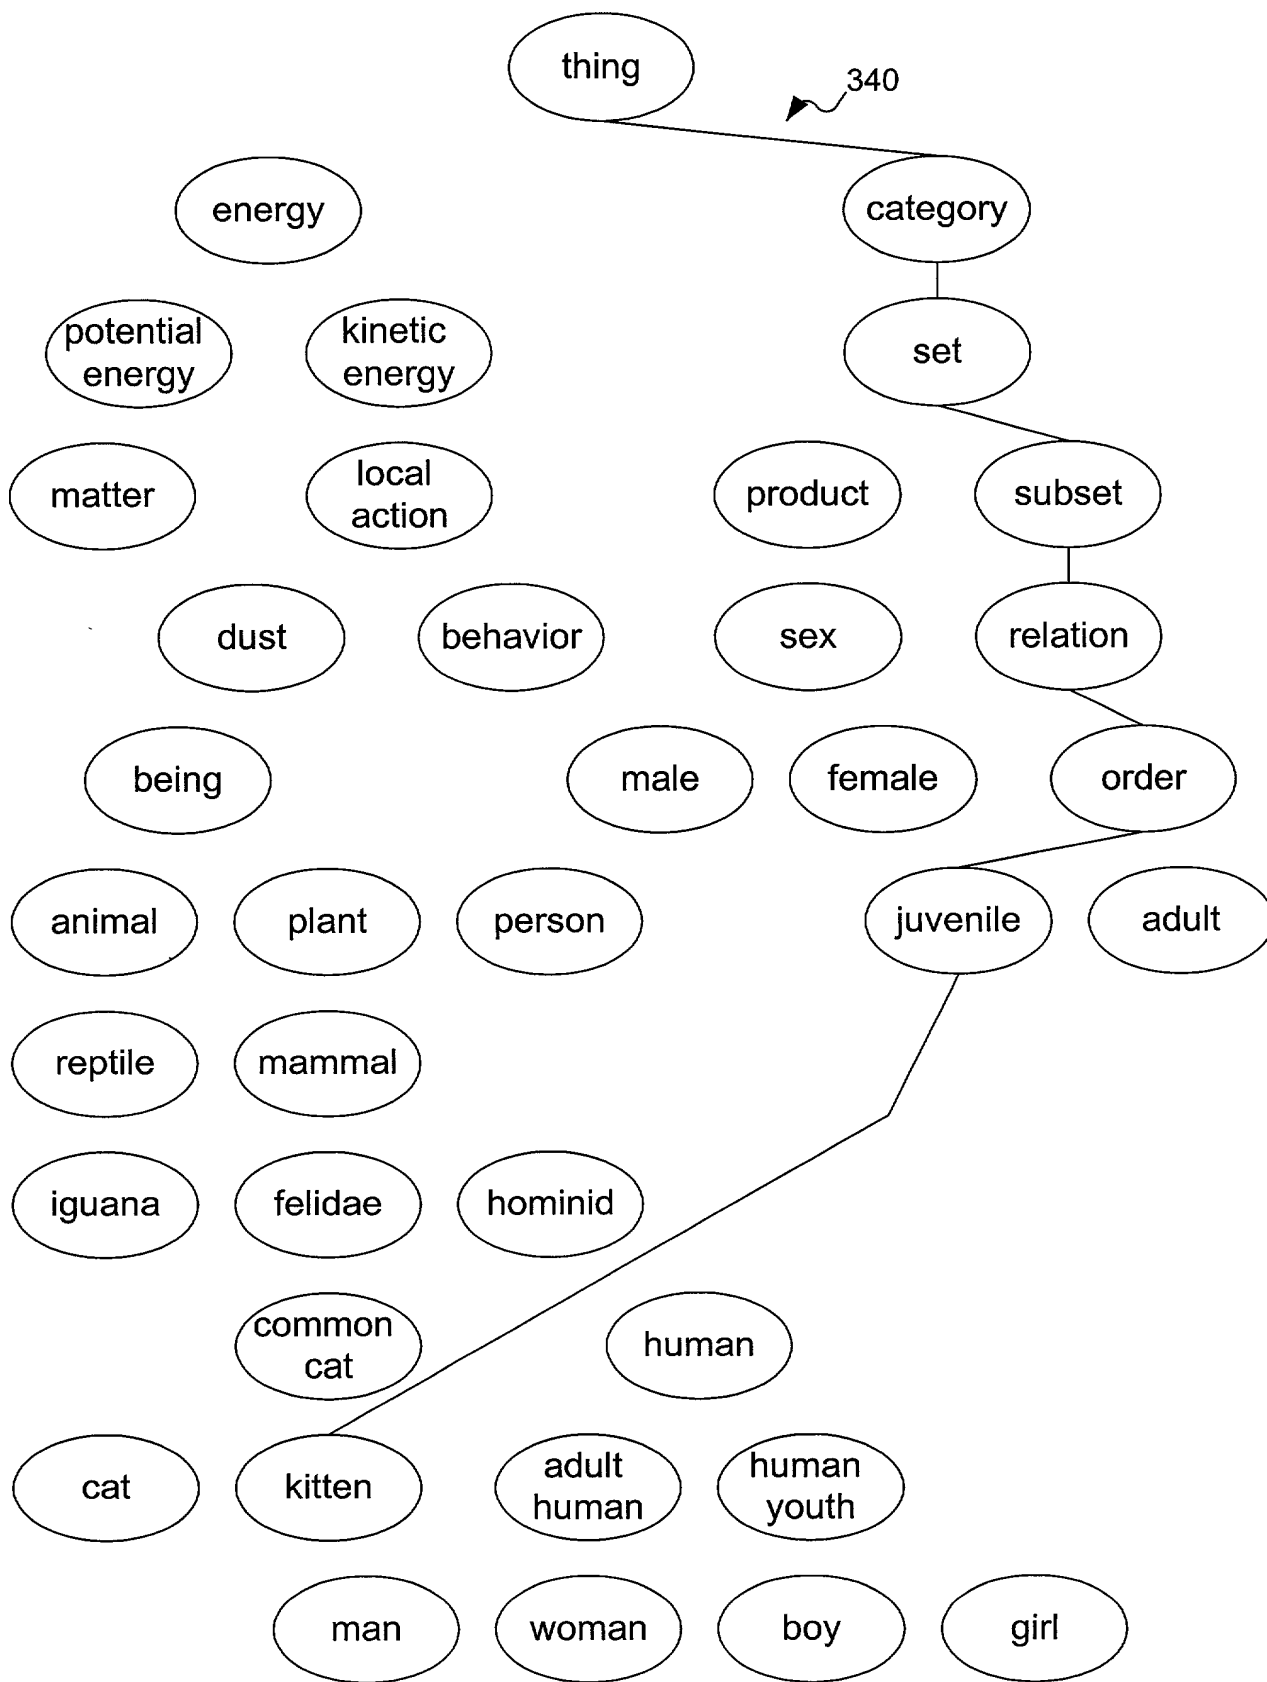 thing
340
energy
category
potential
energy
kinetic
energy
set
matter
local
action
product
subset
dust
behavior
sex
relation
being
male
female
order
animal
plant
person
juvenile
adult
reptile
mammal
iguana
felidae
hominid
common
cat
human
cat
kitten
adult
human
human
youth
man
woman
boy
girl